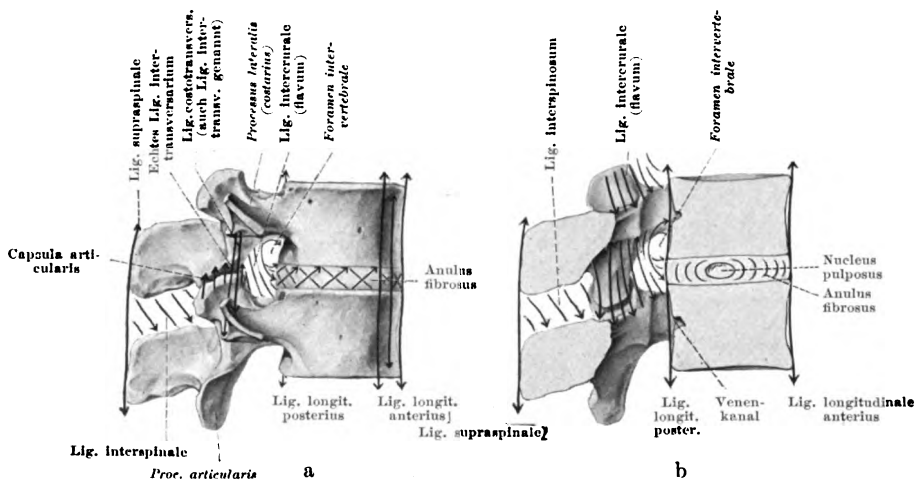 Lig. supraspinale
Echtes Lig. inter-
transversarium
Lig. costotransvers.
(auch Lig. Inter-
transv. genannt)
Processus lateralis
(costarius)
Lig. intercrurale
(flavum)
Foramen inter-
vertebrale
Capsula arti-
cularis
Anulus
fibrosus
Lig. longit.
posterius
Lig. longit.
anterius
Lig. interspinale
Proc. articularis
a
Lig. interspinosum
Lig. intercrurale
(flavum)
Foramen interverte-
brale
Nucleus
pulposus
Anulus
fibrosus
Lig. supraspinale
Lig.
longit.
poster.
Venen-
kanal
Lig. longitudinale
anterius
b